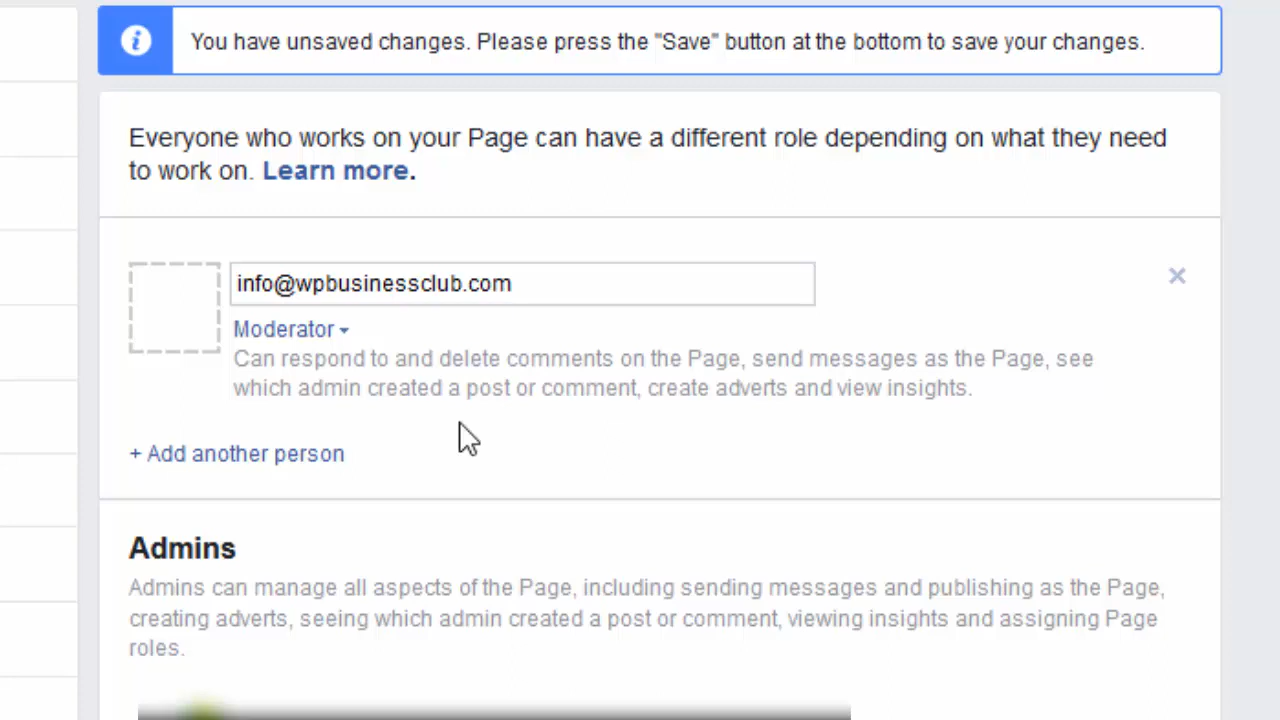 You have unsaved changes. Please press the "Save" button at the bottom to save your changes.
Everyone who works on your Page can have a different role depending on what they need
to work on. Learn more.
info@wpbusinessclub.com
Moderator
Can respond to and delete comments on the Page, send messages as the Page, see
which admin created a post or comment, create adverts and view insights.
+ Add another person
Admins
Admins can manage all aspects of the Page, including sending messages and publishing as the Page,
creating adverts, seeing which admin created a post or comment, viewing insights and assigning Page
roles.